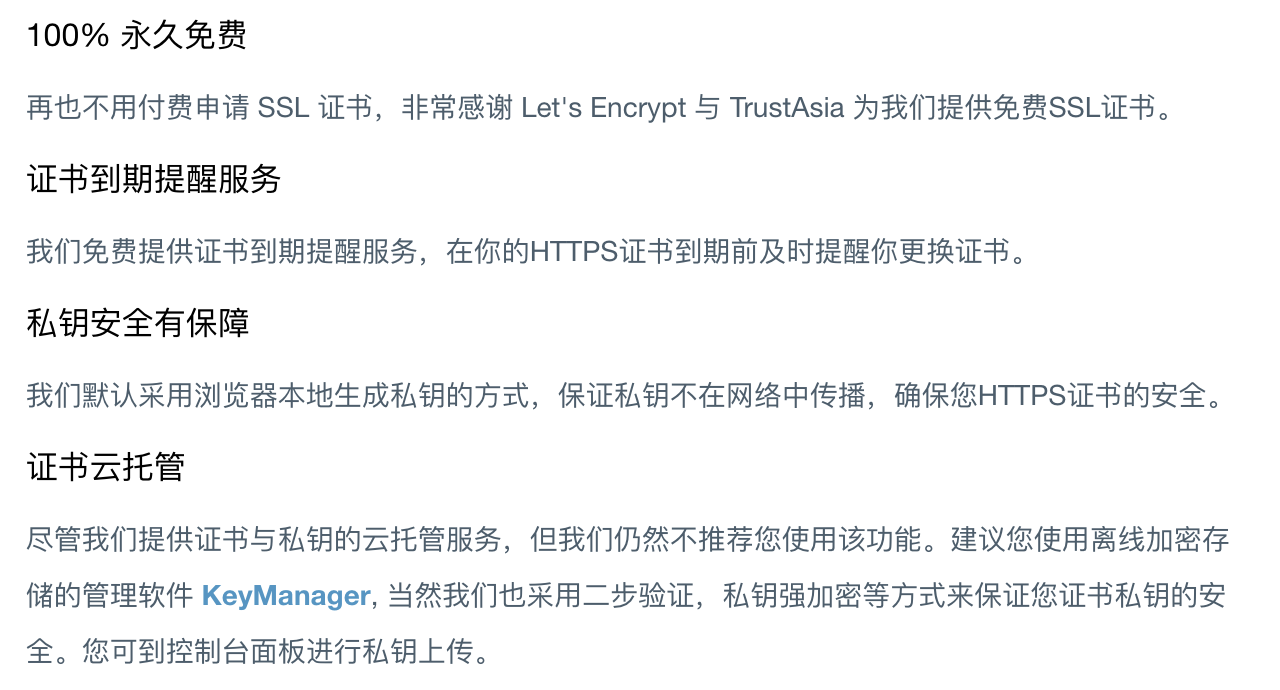 100% 永久免费
再也不用付费申请 SSL 证书，非常感谢 Let's Encrypt 与 TrustAsia 为我们提供免费SSL证书。
证书到期提醒服务
我们免费提供证书到期提醒服务，在你的HTTPS证书到期前及时提醒你更换证书。
私钥安全有保障
我们默认采用浏览器本地生成私钥的方式，保证私钥不在网络中传播，确保您HTTPS证书的安全。
证书云托管
尽管我们提供证书与私钥的云托管服务，但我们仍然不推荐您使用该功能。建议您使用离线加密存
储的管理软件 KeyManager, 当然我们也采用二步验证，私钥强加密等方式来保证您证书私钥的安
全。您可到控制台面板进行私钥上传。